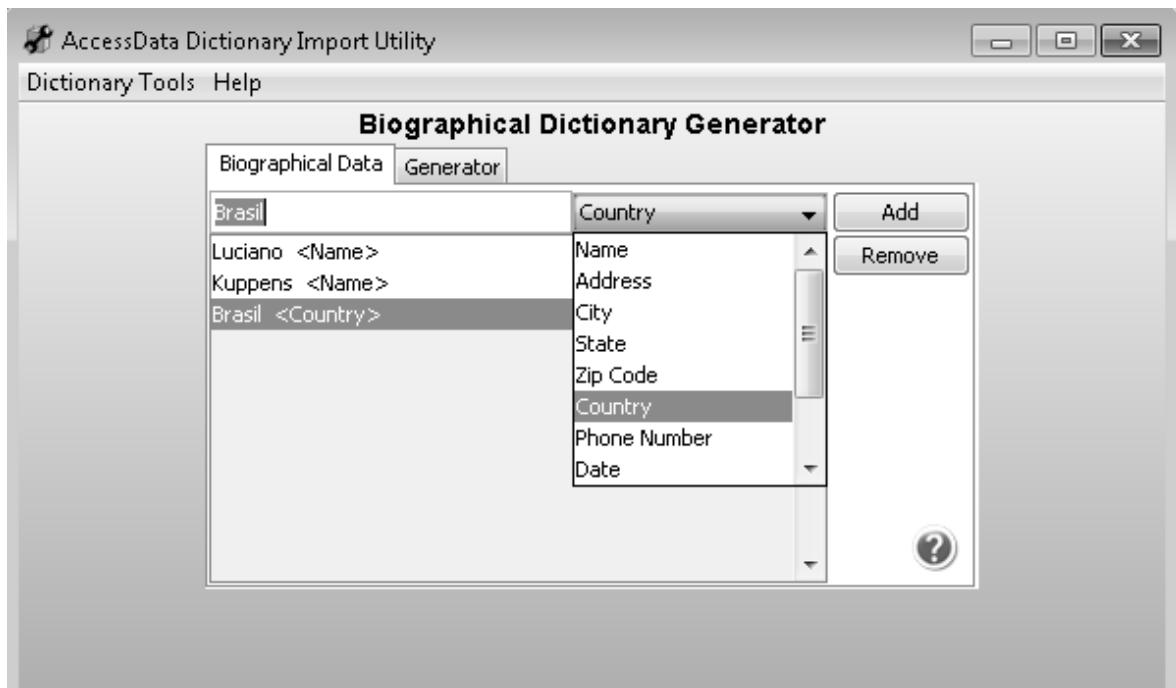 AccessData Dictionary Import Utility
Dictionary Tools Help
Biographical Dictionary Generator
Biographical Data Generator
Brasil Country Add
Luciano <Name> Name Remove
Kuppens <Name> Address
Brasil <Country> City
State
Zip Code
Country
Phone Number
Date